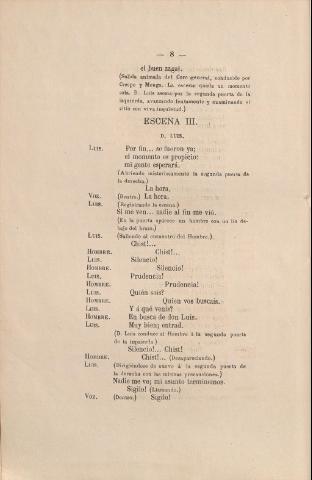 — 8 —
el buen zagal.
(Salida animada del Coro general, conducido por
Crespo y Menga. La escena queda un momento
sola. D. Luis asoma por la segunda puerta de la
izquierda, avanzando lentamente y examinando el
sitio con viva inquietud.)
ESCENA III.
D. LUIS.
LUIS. Por fin... se fueron ya;
el momento es propicio:
mi gente esperará.
(Abriendo misteriosamente la segunda puerta de
la derecha.)
La hora.
VOZ. (Dentro.) La hora.
LUIS. (Registrando la escena.)
Si me ven... nadie al fin me vió.
(En la puerta aparece un hombre con un lio de-
bajo del brazo.)
LUIS. (Saliendo al encuentro del Hombre.)
Chist!...
HOMBRE. Chist!...
LUIS. Silencio!
HOMBRE. Silencio!
LUIS. Prudencia!
HOMBRE. Prudencia!
LUIS. Quién sois?
HOMBRE. Quien vos buscais.
LUIS. Y á qué venís?
HOMBRE. En busca de don Luis.
LUIS. Muy bien; entrad.
(D. Luis conduce al Hombre á la segunda puerta
de la izquierda.)
Silencio!... Chist!
HOMBRE. Chist!... (Desapareciendo.)
LUIS. (Dirigiéndose de nuevo á la segunda puerta de
la derecha con las mismas precauciones.)
Nadie me ve; mi asunto terminemos.
Sigilo! (Llamando.)
VOZ. (Dentro.) Sigilo!